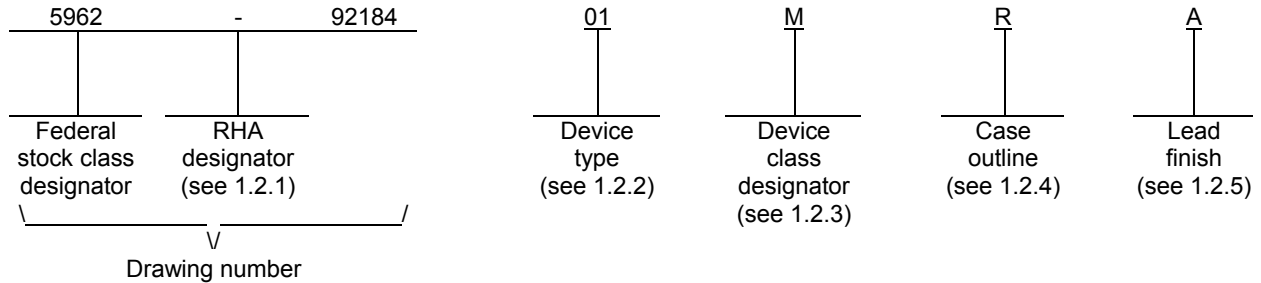 5962 - 92184 01 M R A
Federal stock class designator
RHA designator (see 1.2.1)
Device type (see 1.2.2)
Device class designator (see 1.2.3)
Case outline (see 1.2.4)
Lead finish (see 1.2.5)
\ / \/
Drawing number